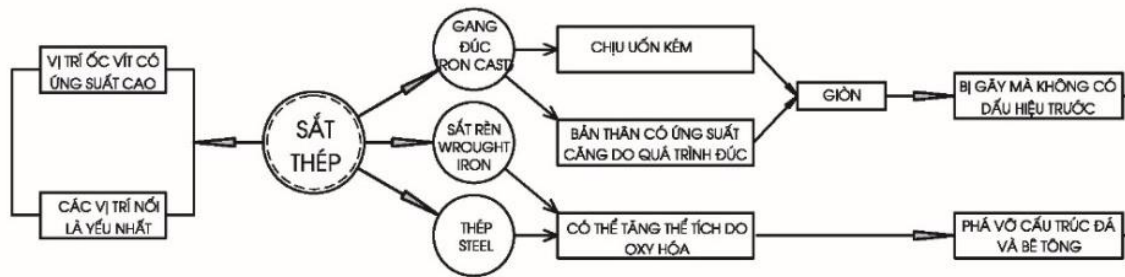 VỊ TRÍ ỐC VÍT CÓ
ỨNG SUẤT CAO
CÁC VỊ TRÍ NỐI
LÀ YẾU NHẤT
SẮT
THÉP
GANG
ĐÚC
IRON CAST
SẮT RÈN
WROUGHT
IRON
THÉP
STEEL
CHỊU UỐN KÉM
BẢN THÂN CÓ ỨNG SUẤT
CĂNG DO QUÁ TRÌNH ĐÚC
CÓ THỂ TĂNG THỂ TÍCH DO
OXY HÓA
GIÒN
BỊ GÃY MÀ KHÔNG CÓ
DẤU HIỆU TRƯỚC
PHÁ VỠ CẤU TRÚC ĐÁ
VÀ BÊ TÔNG